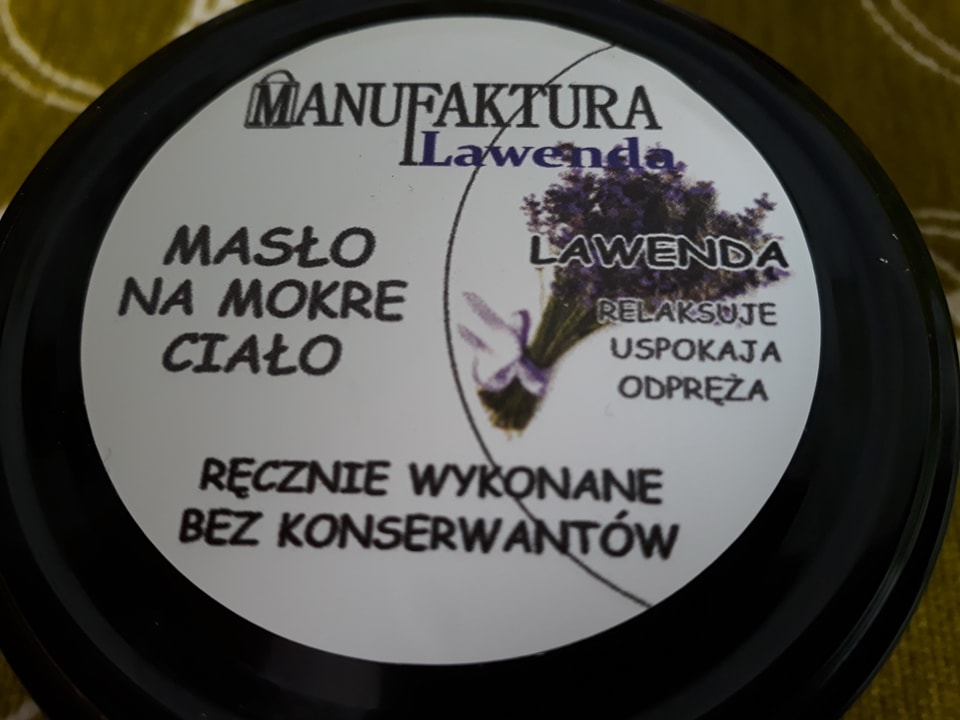 MANUFAKTURA
Lawenda
MASŁO
NA MOKRE
CIAŁO
LAWENDA
RELAKSUJE
USPOKAJA
ODPRĘŻA
RĘCZNIE WYKONANE
BEZ KONSERWANTÓW